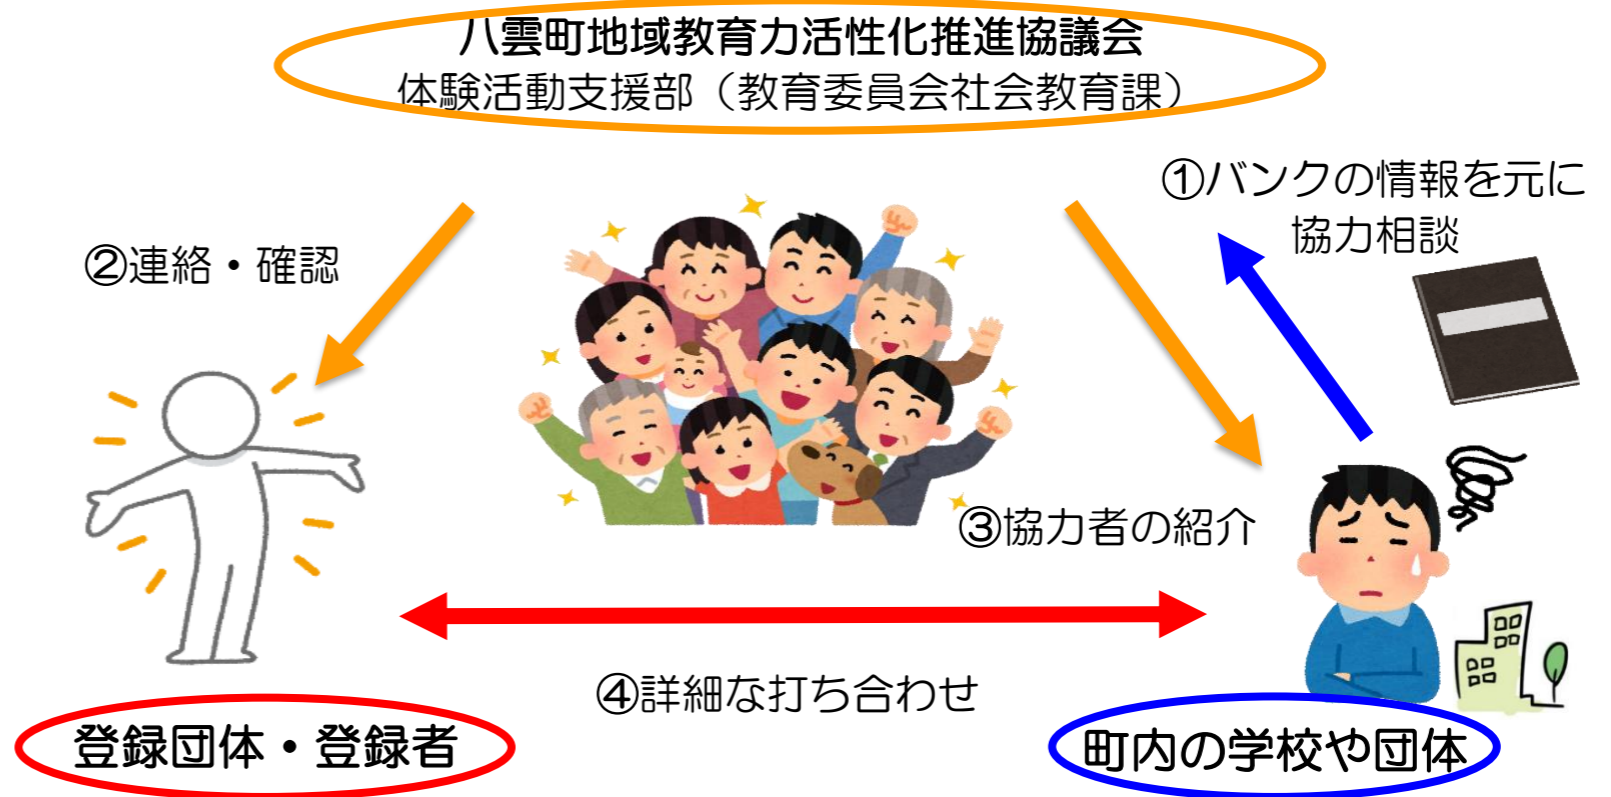 八雲町地域教育力活性化推進協議会
体験活動支援部（教育委員会社会教育課）
①バンクの情報を元に
協力相談
②連絡・確認
③協力者の紹介
④詳細な打ち合わせ
登録団体・登録者
町内の学校や団体